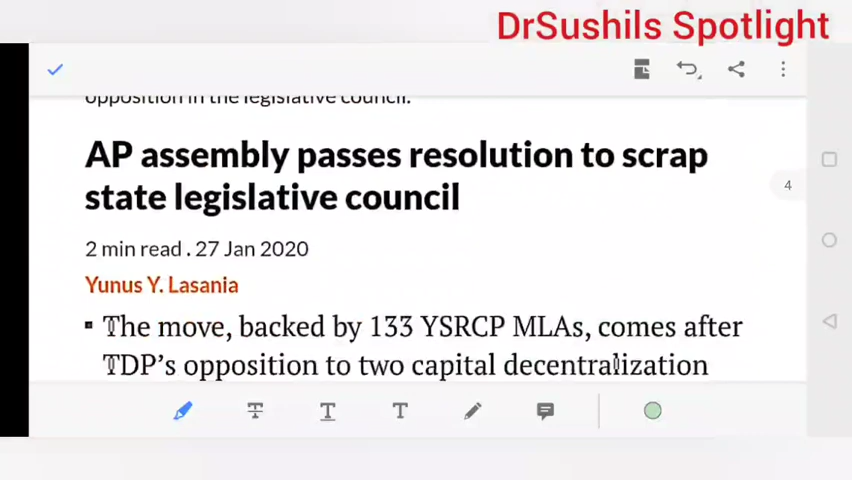 DrSushils Spotlight
opposition in the legislative council.
AP assembly passes resolution to scrap
state legislative council
4
2 min read . 27 Jan 2020
Yunus Y. Lasania
The move, backed by 133 YSRCP MLAs, comes after
TDP's opposition to two capital decentralization
T T T